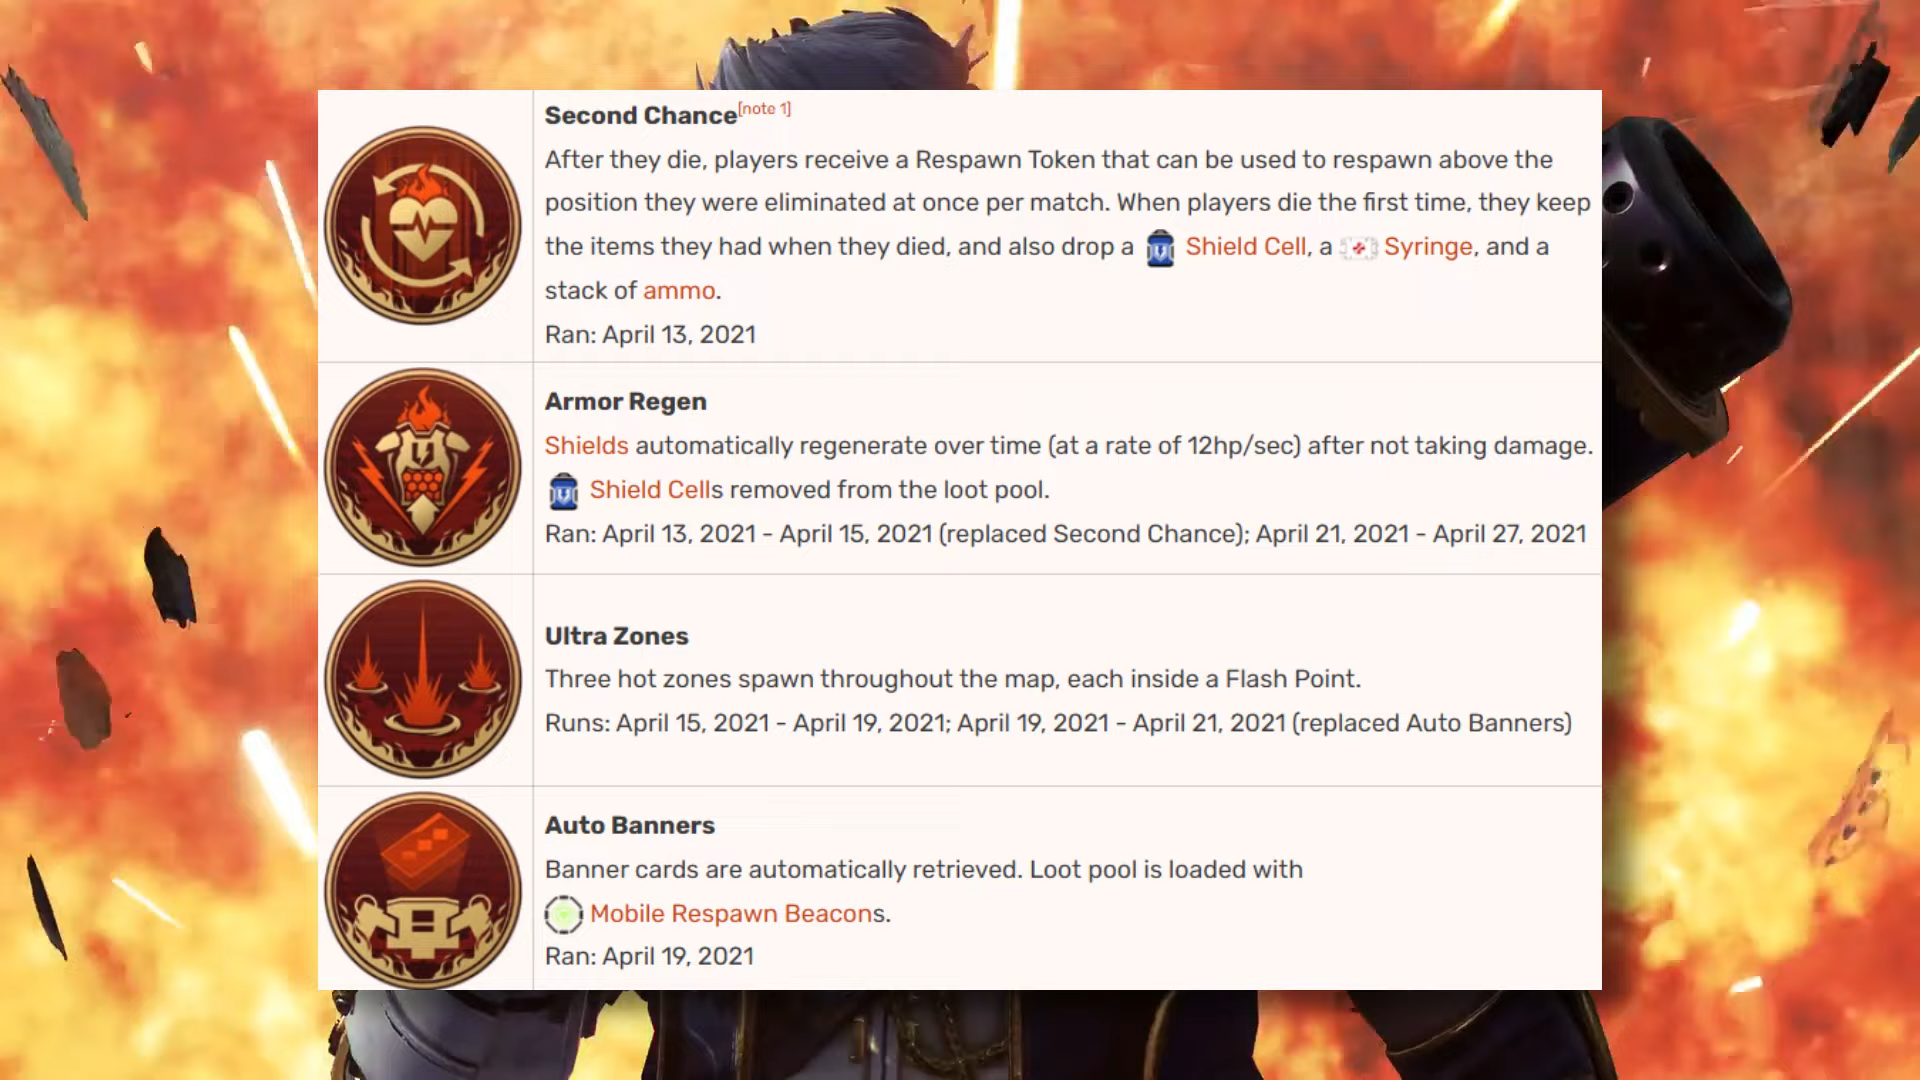 Second Chance[note 1]
After they die, players receive a Respawn Token that can be used to respawn above the
position they were eliminated at once per match. When players die the first time, they keep
the items they had when they died, and also drop a Shield Cell, a Syringe, and a
stack of ammo.
Ran: April 13, 2021
Armor Regen
Shields automatically regenerate over time (at a rate of 12hp/sec) after not taking damage.
Shield Cells removed from the loot pool.
Ran: April 13, 2021 - April 15, 2021 (replaced Second Chance); April 21, 2021 - April 27, 2021
Ultra Zones
Three hot zones spawn throughout the map, each inside a Flash Point.
Runs: April 15, 2021 - April 19, 2021; April 19, 2021 - April 21, 2021 (replaced Auto Banners)
Auto Banners
Banner cards are automatically retrieved. Loot pool is loaded with
Mobile Respawn Beacons.
Ran: April 19, 2021